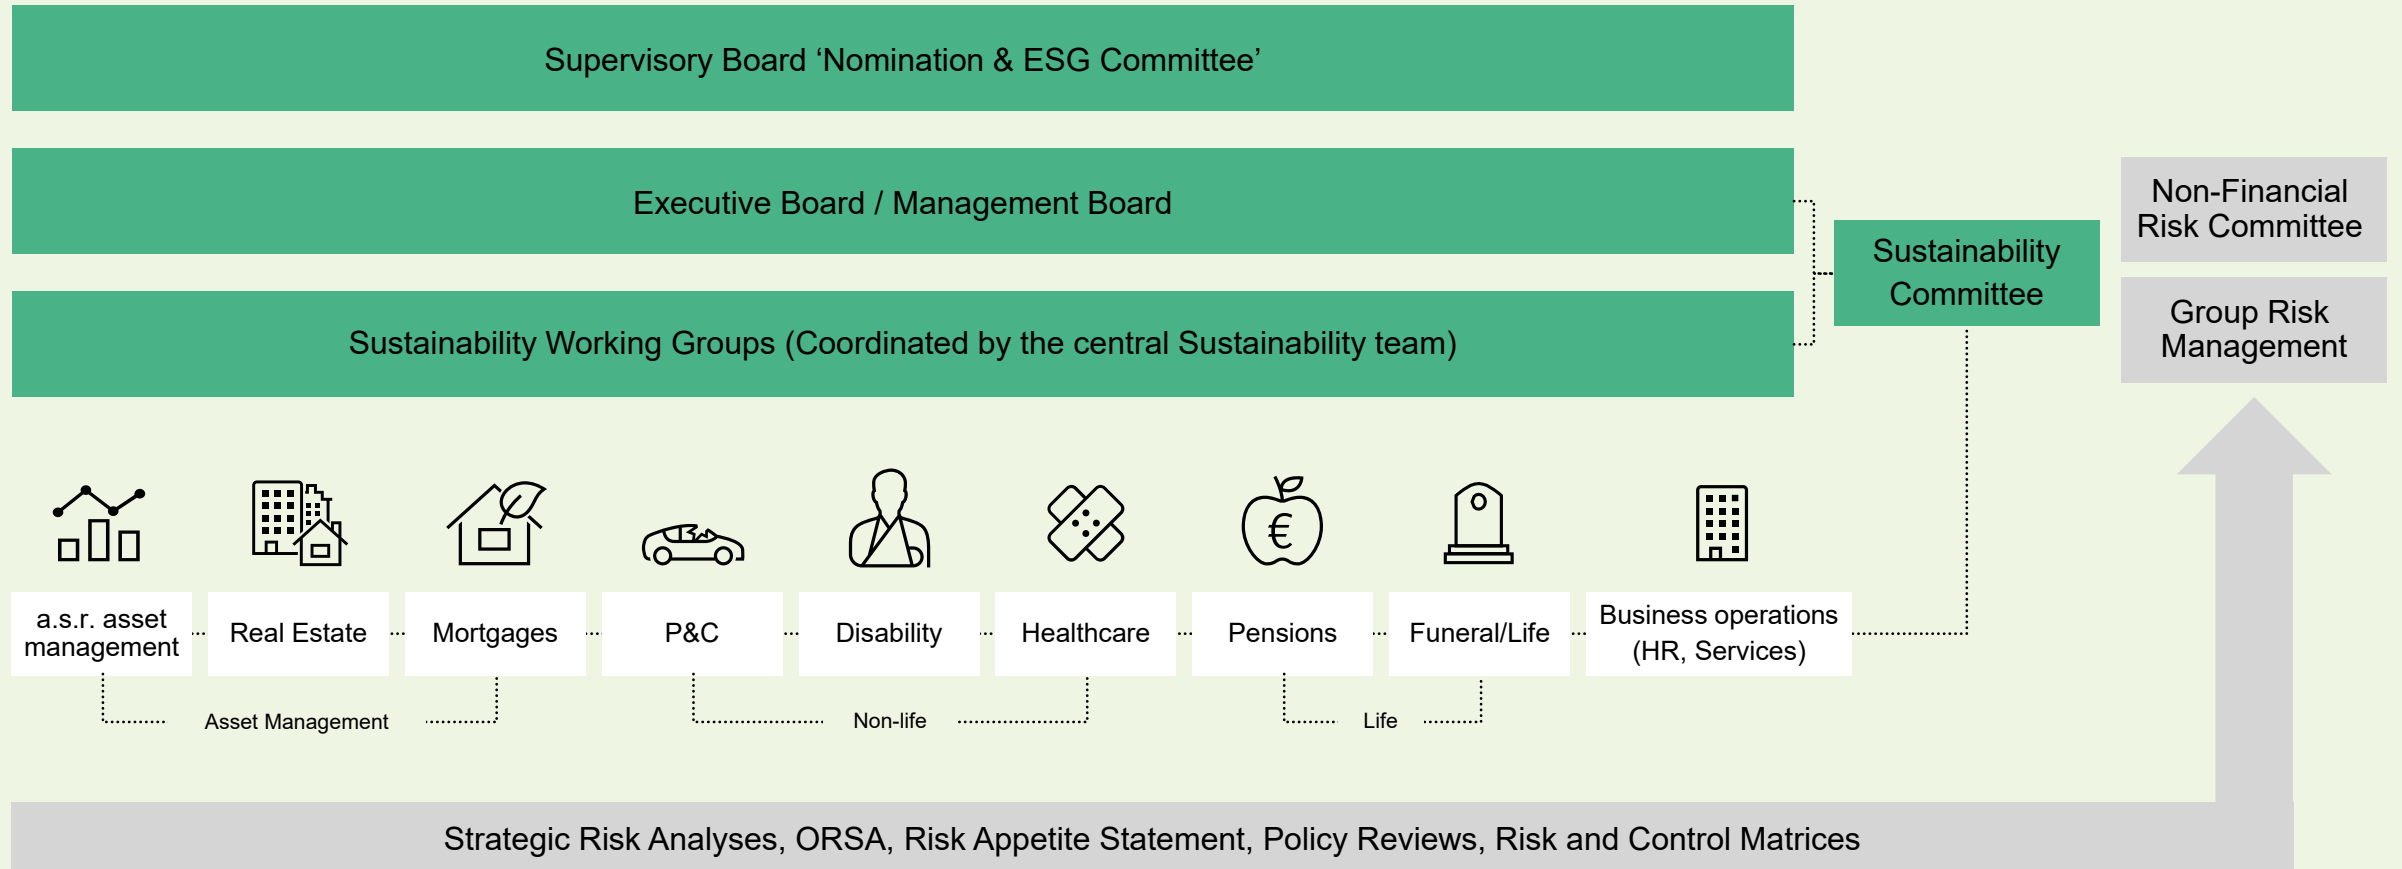 Supervisory Board ‘Nomination & ESG Committee’
Executive Board / Management Board
Sustainability Working Groups (Coordinated by the central Sustainability team)
Sustainability
Committee
Non-Financial
Risk Committee
Group Risk
Management
€
a.s.r. asset
management
Real Estate
Mortgages
P&C
Disability
Healthcare
Pensions
Funeral/Life
Business operations
(HR, Services)
Asset Management
Non-life
Life
Strategic Risk Analyses, ORSA, Risk Appetite Statement, Policy Reviews, Risk and Control Matrices